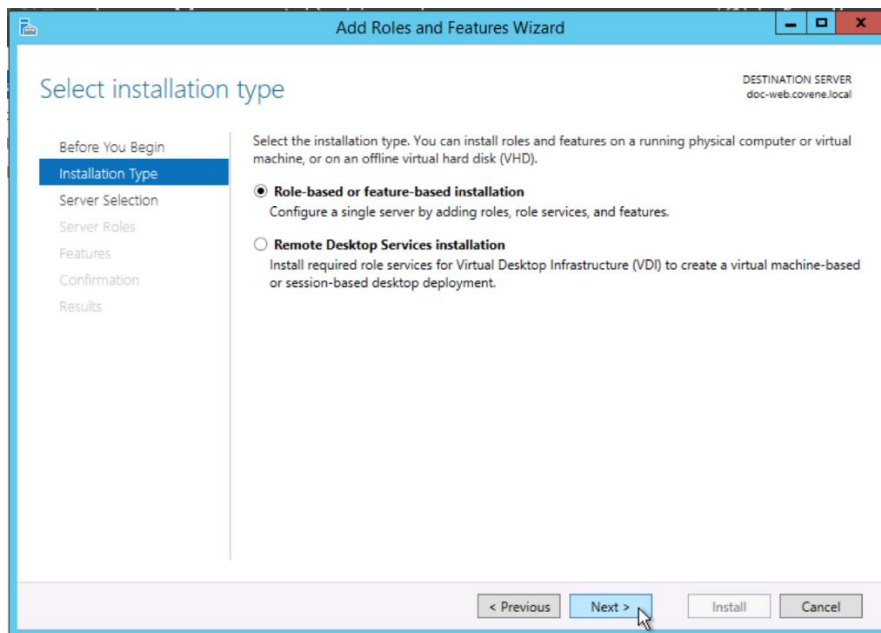 Add Roles and Features Wizard
Select installation type
DESTINATION SERVER
doc-web.covene.local
Before You Begin
Installation Type
Server Selection
Server Roles
Features
Confirmation
Results
Select the installation type. You can install roles and features on a running physical computer or virtual
machine, or on an offline virtual hard disk (VHD).
Role-based or feature-based installation
Configure a single server by adding roles, role services, and features.
Remote Desktop Services installation
Install required role services for Virtual Desktop Infrastructure (VDI) to create a virtual machine-based
or session-based desktop deployment.
< Previous
Next >
Install
Cancel